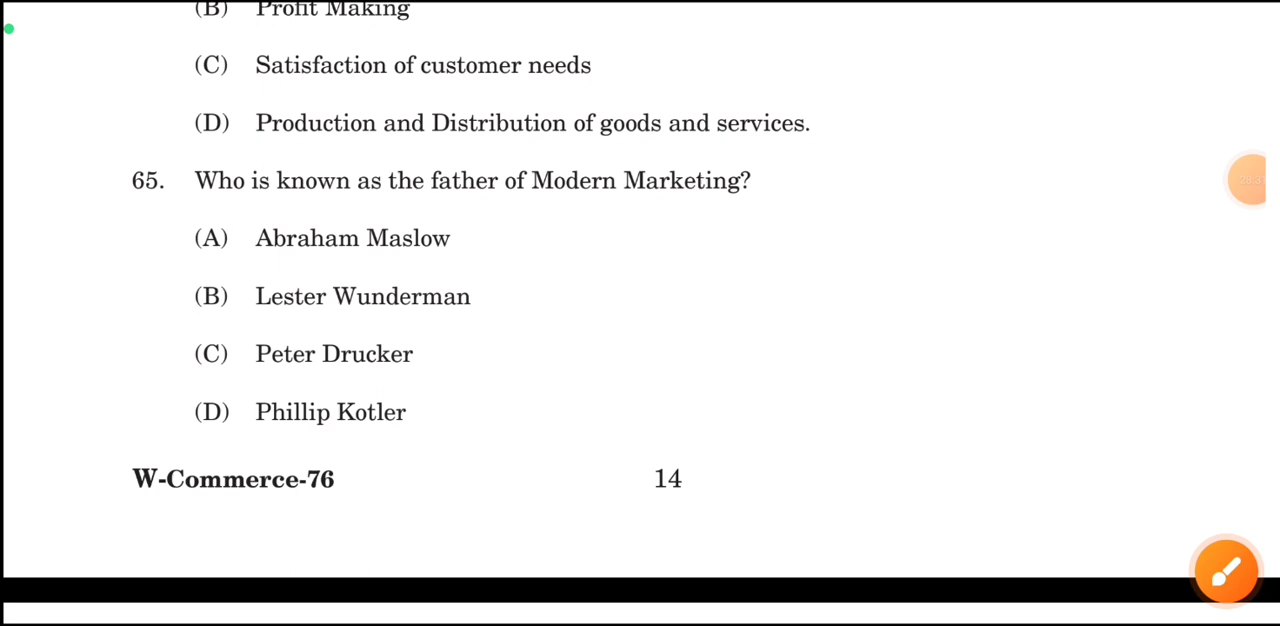 (B) Profit Making
(C) Satisfaction of customer needs
(D) Production and Distribution of goods and services.
65. Who is known as the father of Modern Marketing?
(A) Abraham Maslow
(B) Lester Wunderman
(C) Peter Drucker
(D) Phillip Kotler
W-Commerce-76 14